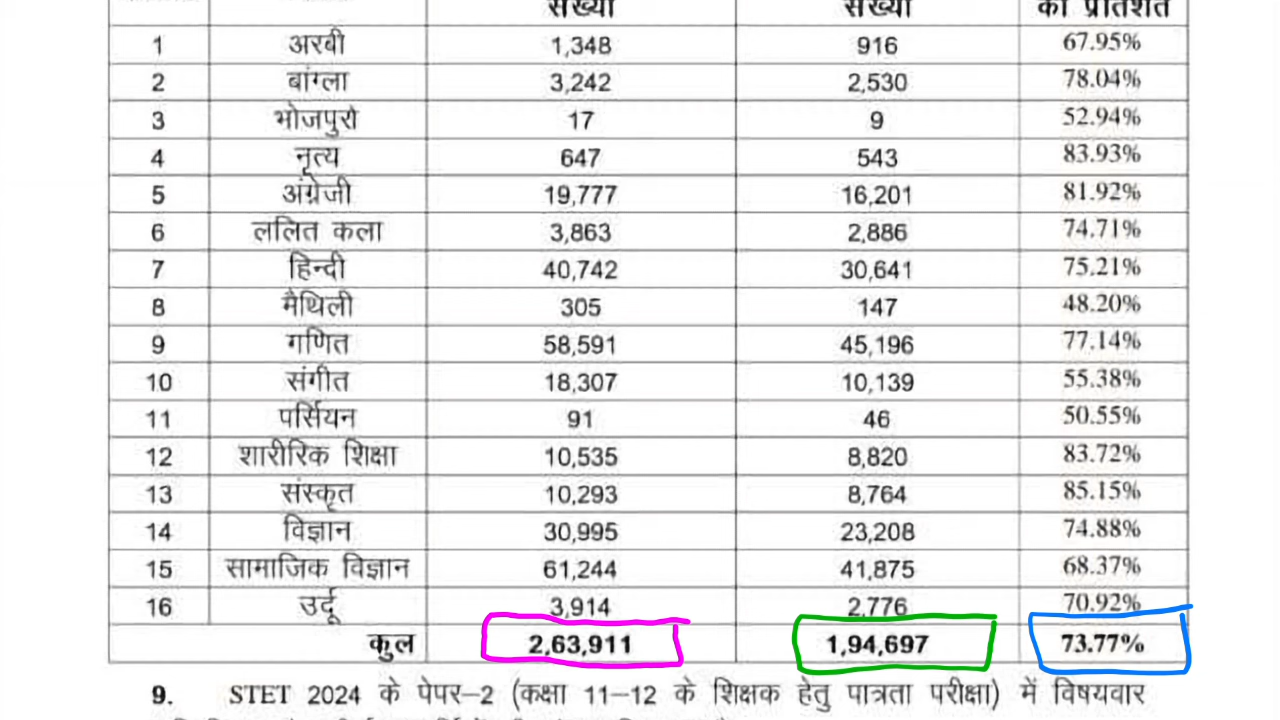 संख्या संख्या का प्रतिशत
1 अरबी 1,348 916 67.95%
2 बांग्ला 3,242 2,530 78.04%
3 भोजपुरी 17 9 52.94%
4 नृत्य 647 543 83.93%
5 अंग्रेजी 19,777 16,201 81.92%
6 ललित कला 3,863 2,886 74.71%
7 हिन्दी 40,742 30,641 75.21%
8 मैथिली 305 147 48.20%
9 गणित 58,591 45,196 77.14%
10 संगीत 18,307 10,139 55.38%
11 पर्सियन 91 46 50.55%
12 शारीरिक शिक्षा 10,535 8,820 83.72%
13 संस्कृत 10,293 8,764 85.15%
14 विज्ञान 30,995 23,208 74.88%
15 सामाजिक विज्ञान 61,244 41,875 68.37%
16 उर्दू 3,914 2,776 70.92%
कुल 2,63,911 1,94,697 73.77%
9. STET 2024 के पेपर–2 (कक्षा 11–12 के शिक्षक हेतु पात्रता परीक्षा) में विषयवार